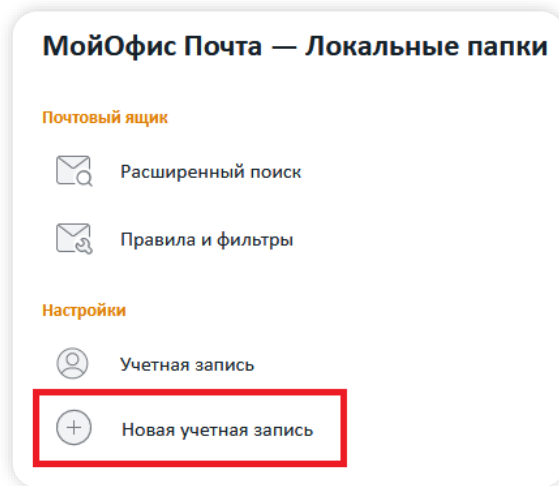 МойОфис Почта — Локальные папки
Почтовый ящик
Расширенный поиск
Правила и фильтры
Настройки
Учетная запись
Новая учетная запись